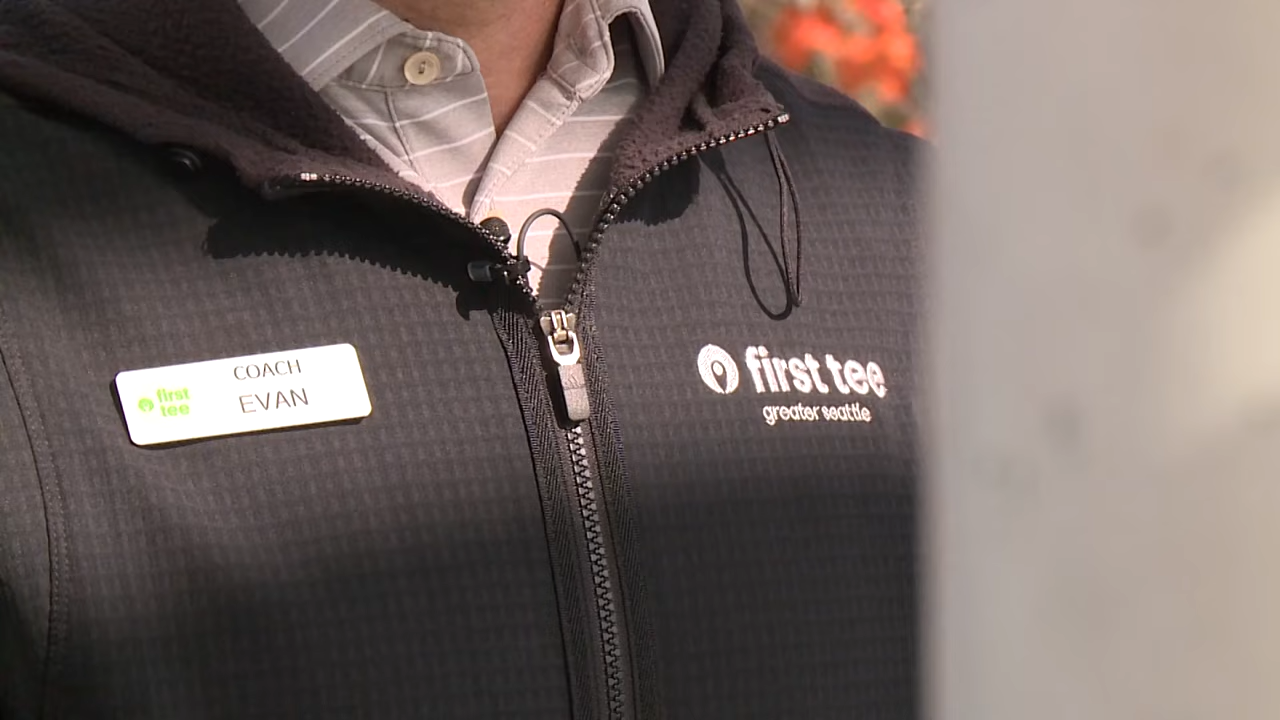 COACH
first
tee
EVAN
first tee
greater seattle